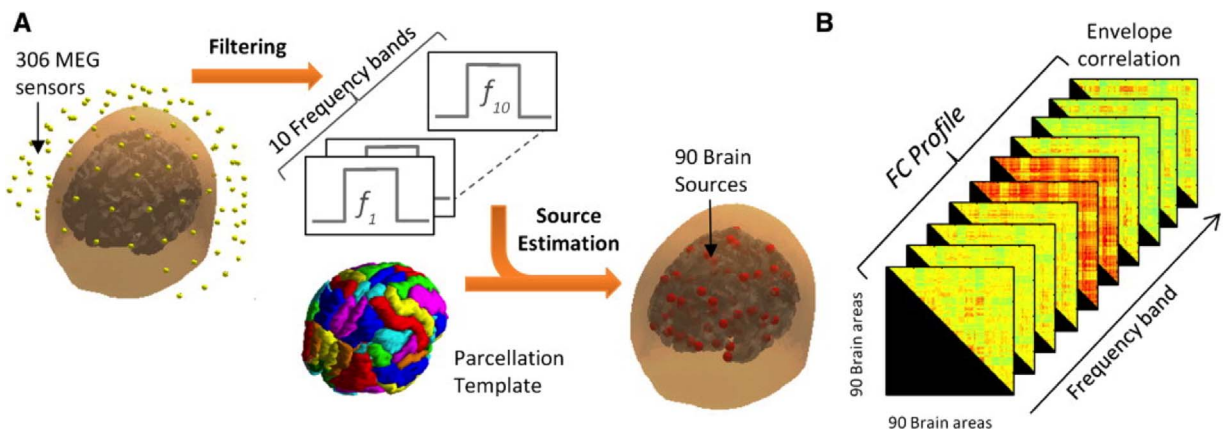 A
306 MEG
sensors
Filtering
10 Frequency bands
f10
f1
Source
Estimation
Parcellation
Template
90 Brain
Sources
B
Envelope
correlation
FC Profile
90 Brain areas
90 Brain areas
Frequency band